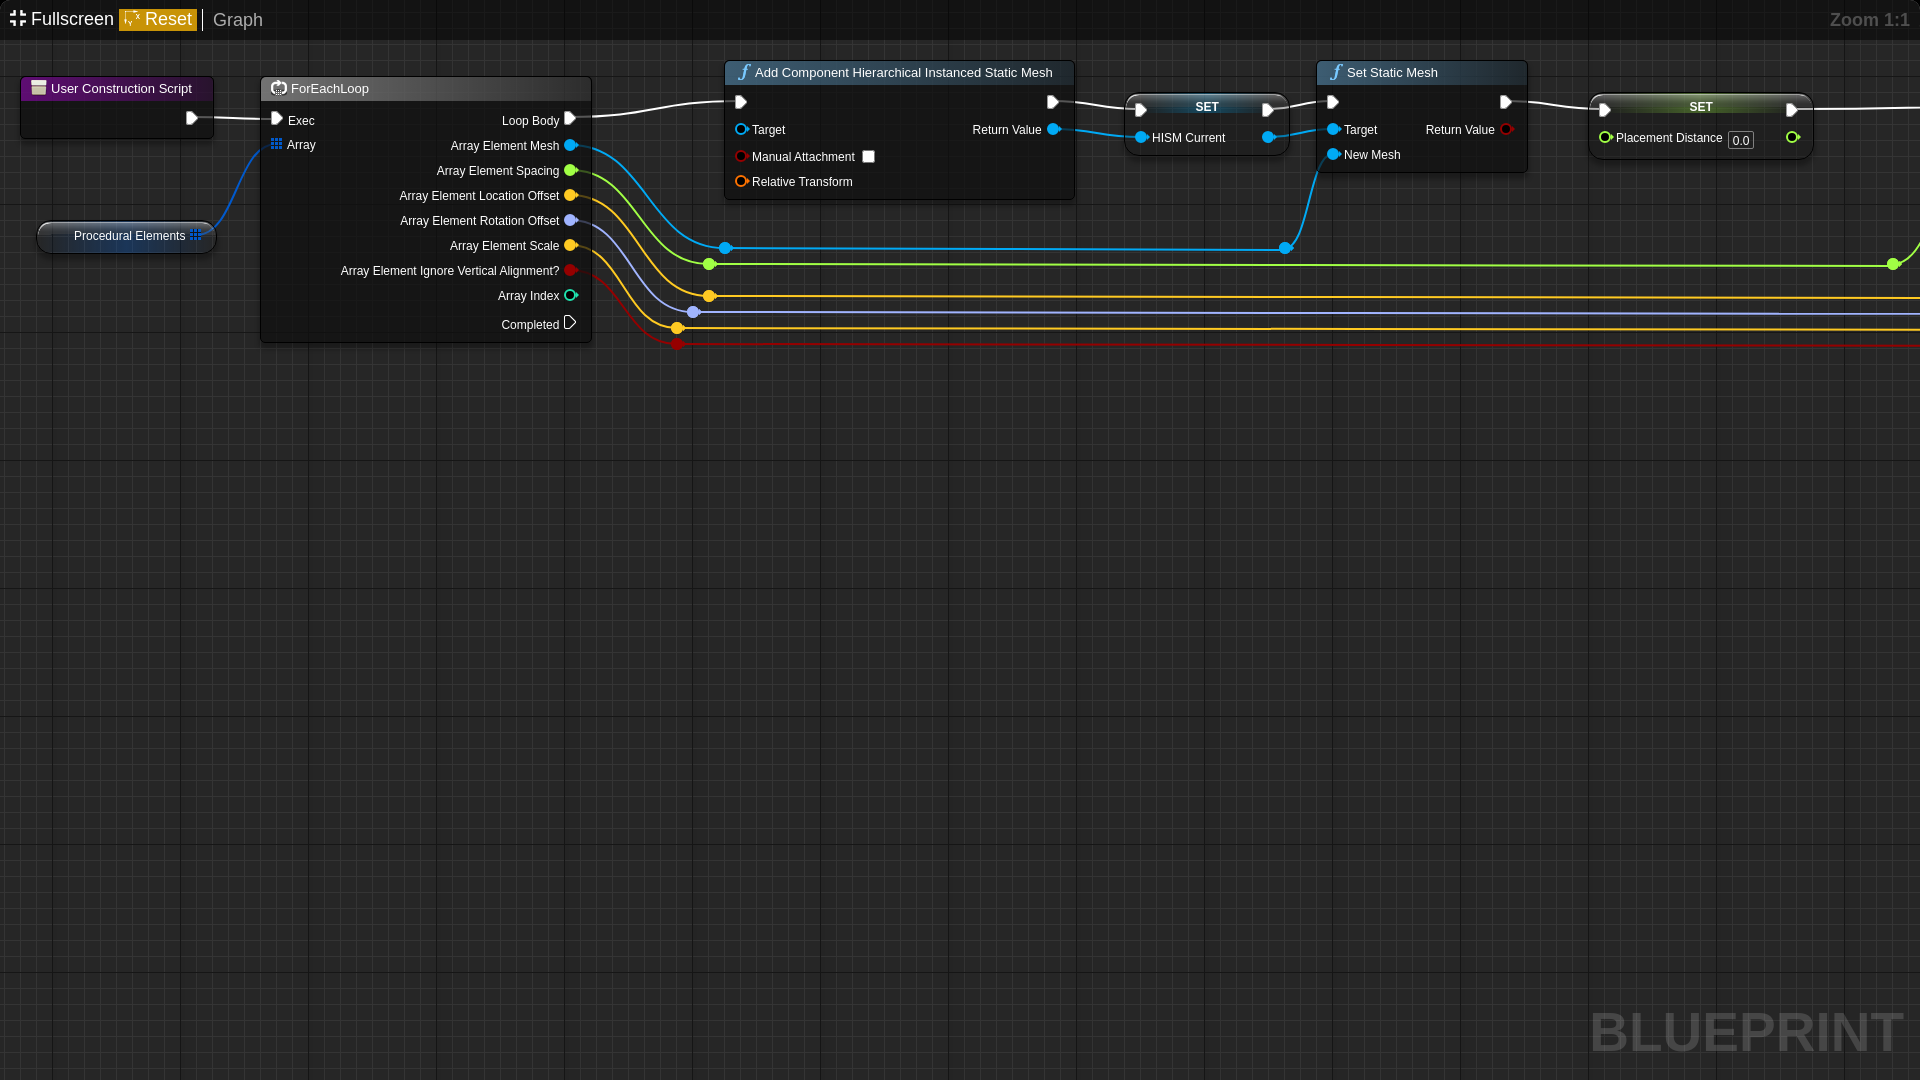 Fullscreen Reset Graph
Zoom 1:1
User Construction Script
Procedural Elements
ForEachLoop
Exec
Loop Body
Array
Array Element Mesh
Array Element Spacing
Array Element Location Offset
Array Element Rotation Offset
Array Element Scale
Array Element Ignore Vertical Alignment?
Array Index
Completed
Add Component Hierarchical Instanced Static Mesh
Target
Return Value
Manual Attachment
Relative Transform
SET
HISM Current
Set Static Mesh
Target
Return Value
New Mesh
SET
Placement Distance 0.0
BLUEPRINT